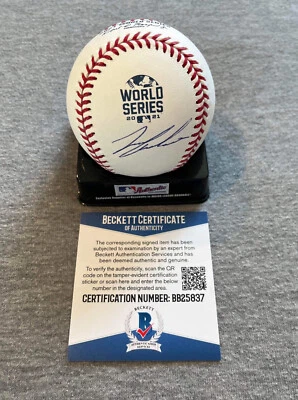 WORLD
SERIES
2021
Authentic
BECKETT CERTIFICATE
OF AUTHENTICITY
The corresponding signed item has been
subjected to examination by an expert from
Beckett Authentication Services and has
been deemed authentic and genuine.
To verify the authenticity, scan the QR
code on the tamper-evident certification
sticker or scan here and enter the below
number in the designated area.
CERTIFICATION NUMBER: BB25837
BECKETT
B